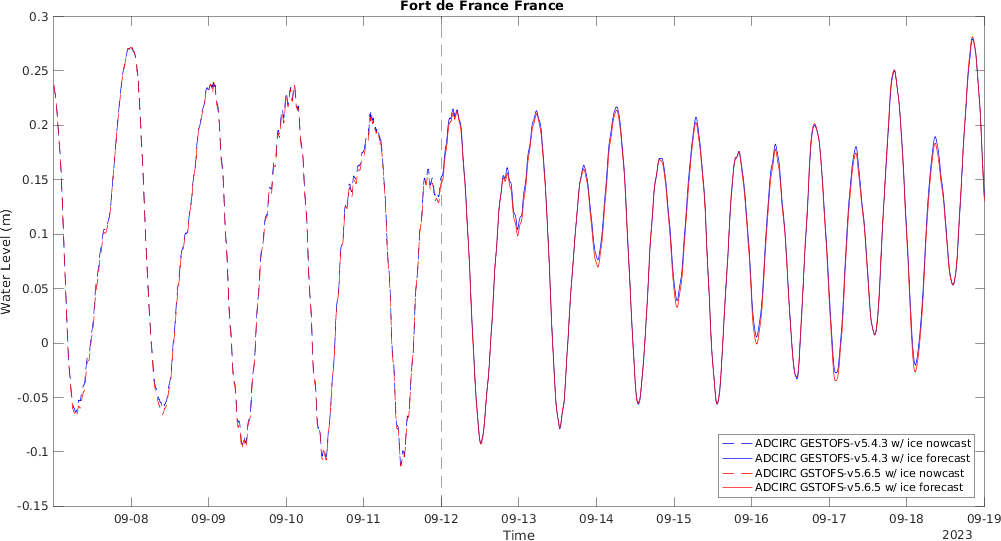 Fort de France France
0.3
0.25
0.2
0.15
0.1
0.05
0
-0.05
-0.1
-0.15
Water Level (m)
ADCIRC GESTOFS-v5.4.3 w/ ice nowcast
ADCIRC GESTOFS-v5.4.3 w/ ice forecast
ADCIRC GSTOFS-v5.6.5 w/ ice nowcast
ADCIRC GSTOFS-v5.6.5 w/ ice forecast
09-08 09-09 09-10 09-11 09-12 09-13 09-14 09-15 09-16 09-17 09-18 09-19
Time
2023